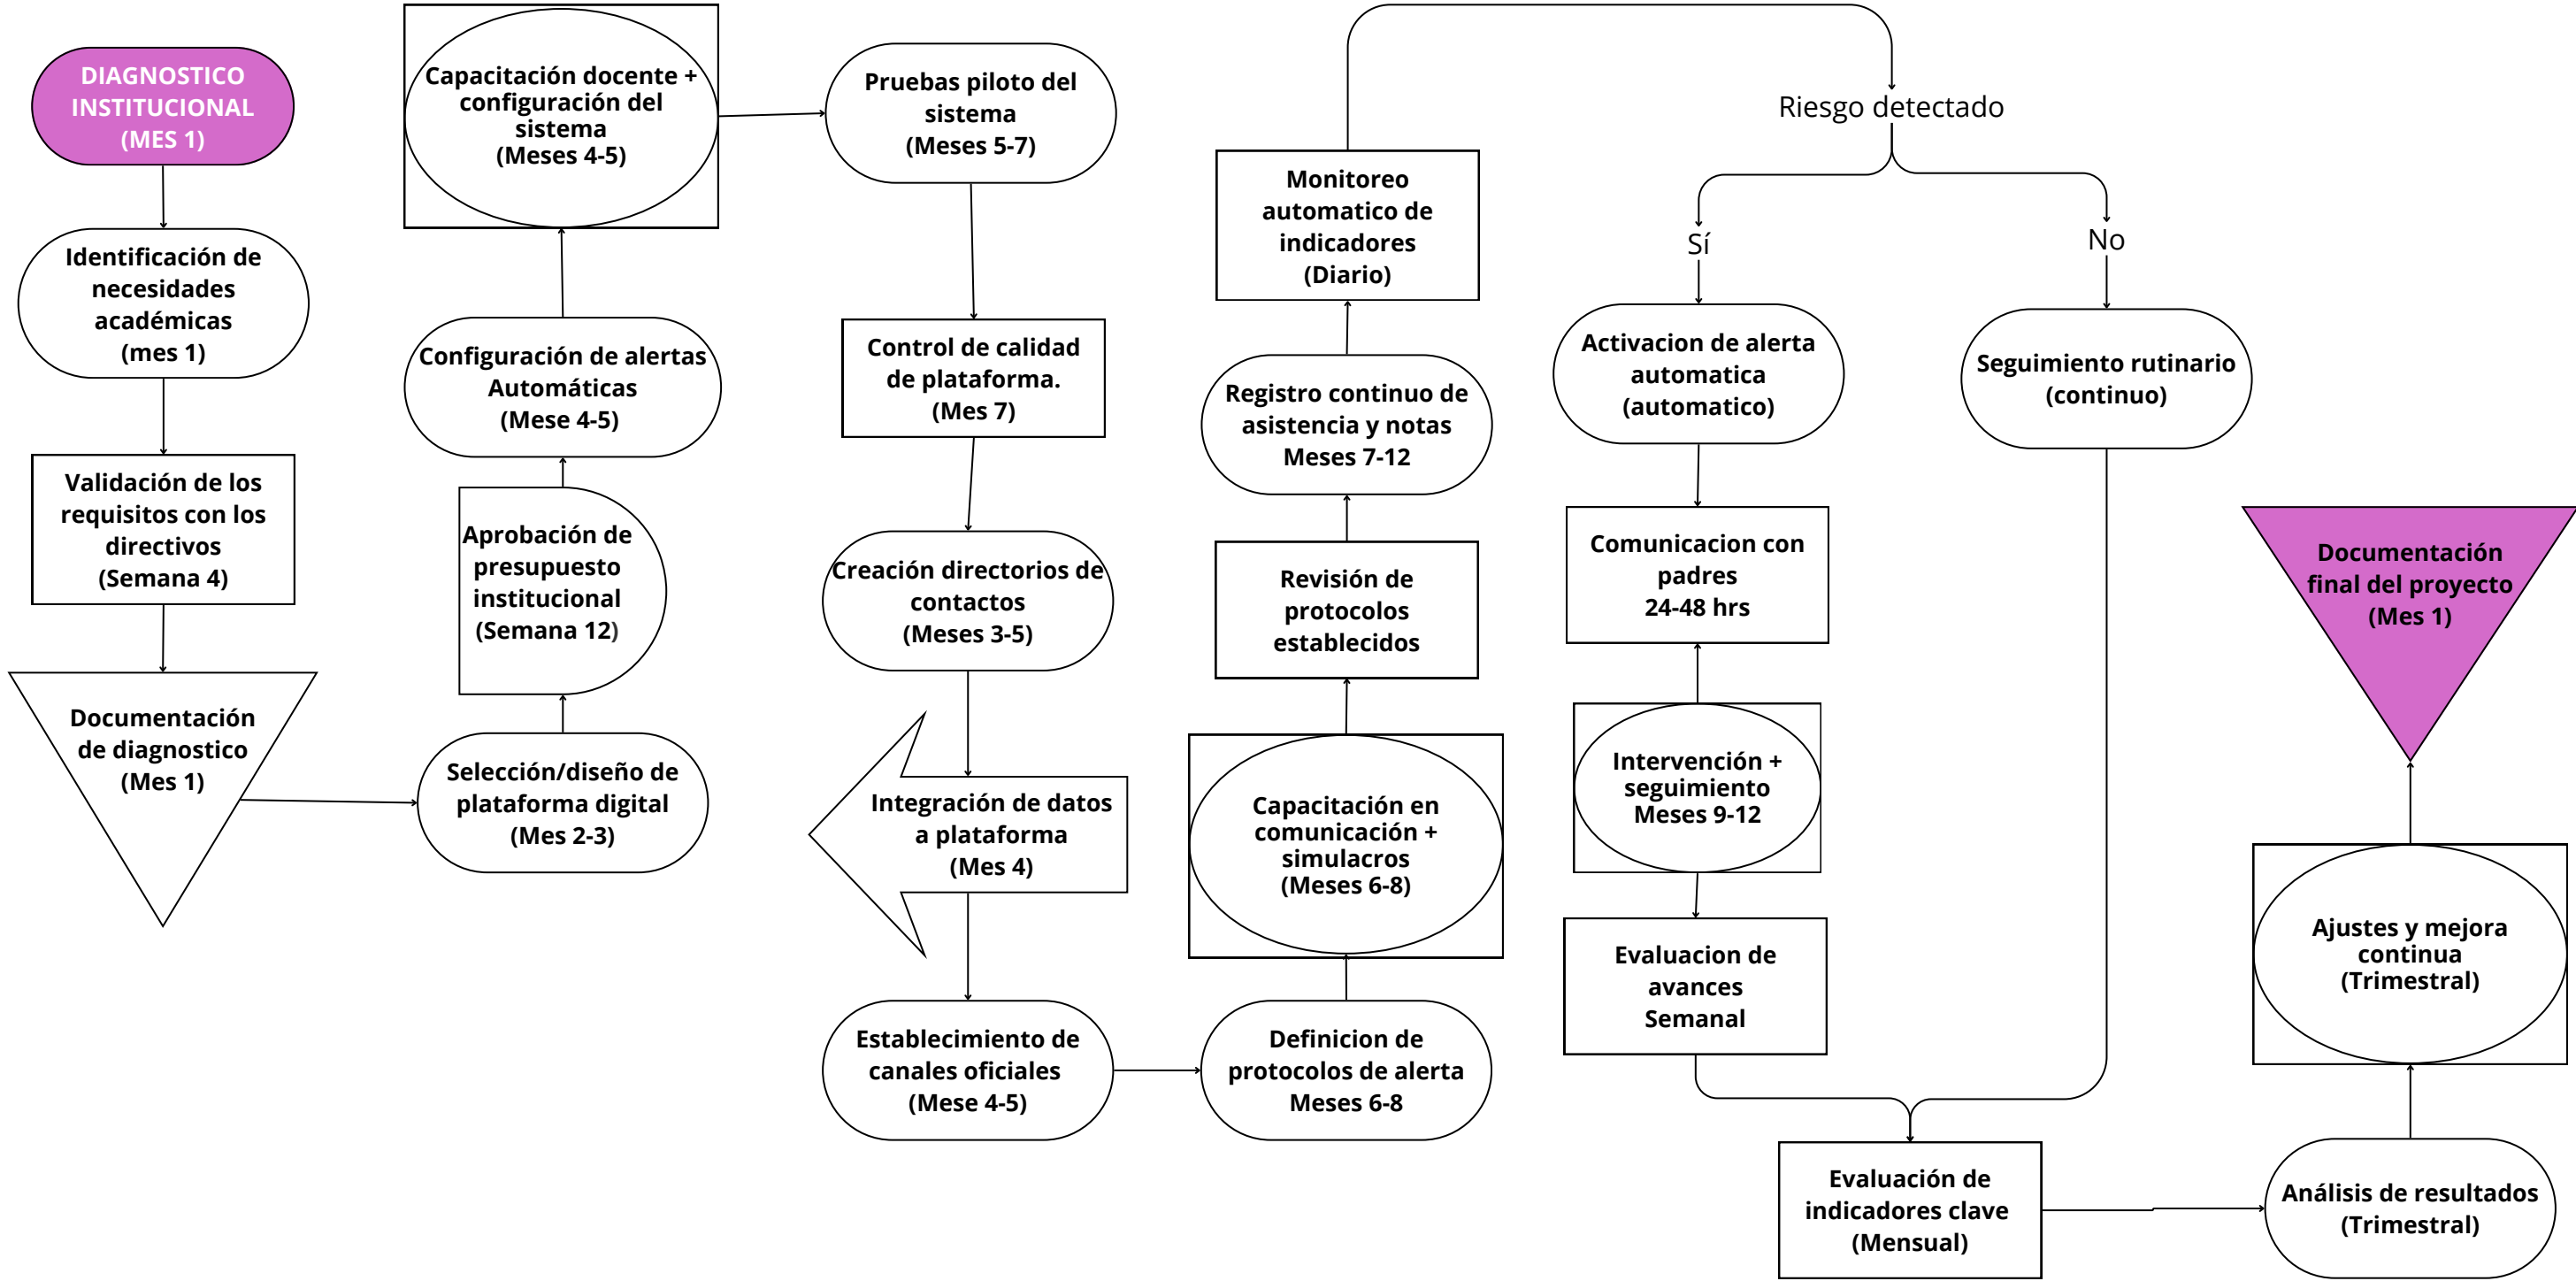 DIAGNOSTICO
INSTITUCIONAL
(MES 1)
Identificación de
necesidades
académicas
(mes 1)
Validación de los
requisitos con los
directivos
(Semana 4)
Documentación
de diagnostico
(Mes 1)
Selección/diseño de
plataforma digital
(Mes 2-3)
Aprobación de
presupuesto
institucional
(Semana 12)
Configuración de alertas
Automáticas
(Mese 4-5)
Capacitación docente +
configuración del
sistema
(Meses 4-5)
Pruebas piloto del
sistema
(Meses 5-7)
Control de calidad
de plataforma.
(Mes 7)
Creación directorios de
contactos
(Meses 3-5)
Integración de datos
a plataforma
(Mes 4)
Establecimiento de
canales oficiales
(Mese 4-5)
Definicion de
protocolos de alerta
Meses 6-8
Capacitación en
comunicación +
simulacros
(Meses 6-8)
Revisión de
protocolos
establecidos
Registro continuo de
asistencia y notas
Meses 7-12
Monitoreo
automatico de
indicadores
(Diario)
Riesgo detectado
Sí
No
Activacion de alerta
automatica
(automatico)
Seguimiento rutinario
(continuo)
Comunicacion con
padres
24-48 hrs
Intervención +
seguimiento
Meses 9-12
Evaluacion de
avances
Semanal
Evaluación de
indicadores clave
(Mensual)
Análisis de resultados
(Trimestral)
Ajustes y mejora
continua
(Trimestral)
Documentación
final del proyecto
(Mes 1)